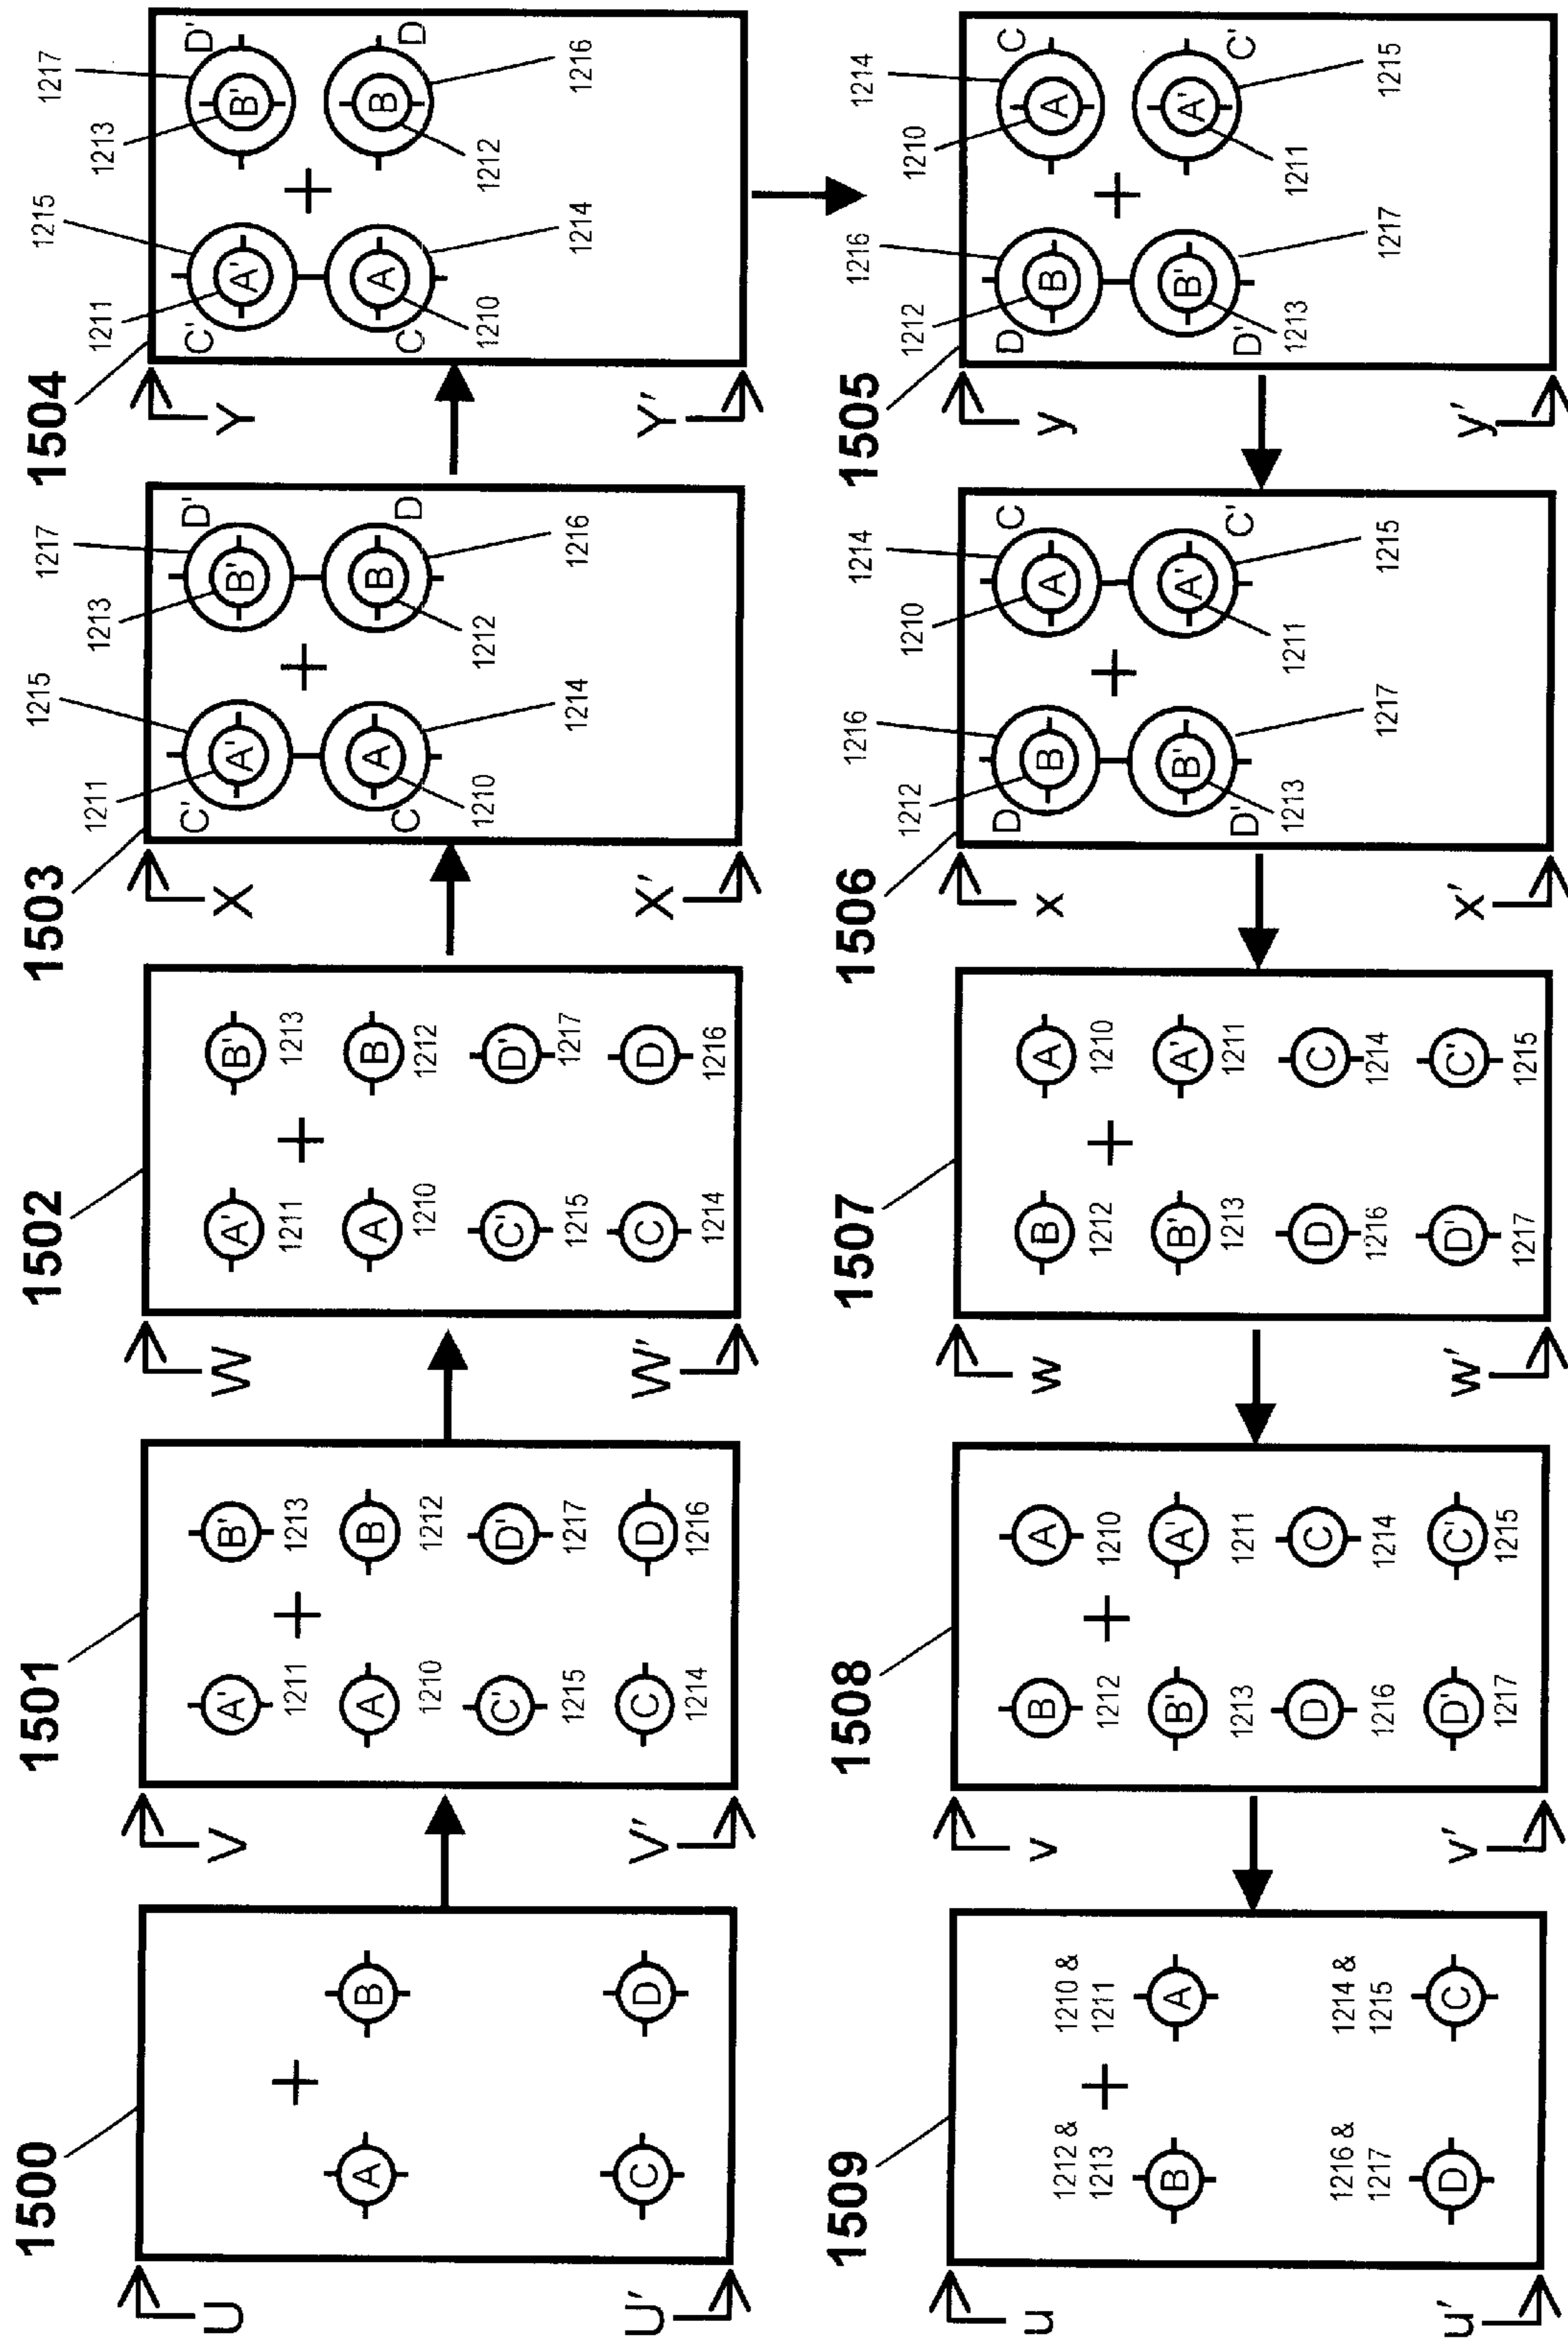 1500
A
B
C
D
U
U'
1501
A'
1211
B'
1213
A
1210
B
1212
C'
1215
D'
1217
C
1214
D
1216
V
V'
1502
A'
1211
B'
1213
A
1210
B
1212
C'
1215
D'
1217
C
1214
D
1216
W
W'
1503
1215
1217
1211
1213
C'
A'
B'
D'
C
A
B
D
1210
1212
1214
1216
X
X'
1504
1215
1217
1211
1213
C'
A'
B'
D'
C
A
B
D
1210
1212
1214
1216
Y
Y'
1505
1216
1214
1212
1210
D
B
A
C
D'
B'
A'
C'
1213
1211
1217
1215
y
y'
1506
1216
1214
1212
1210
D
B
A
C
D'
B'
A'
C'
1213
1211
1217
1215
x
x'
1507
B
1212
A
1210
B'
1213
A'
1211
D
1216
C
1214
D'
1217
C'
1215
w
w'
1508
B
1212
A
1210
B'
1213
A'
1211
D
1216
C
1214
D'
1217
C'
1215
v
v'
1509
1212 &
1213
1210 &
1211
B
A
1216 &
1217
1214 &
1215
D
C
u
u'